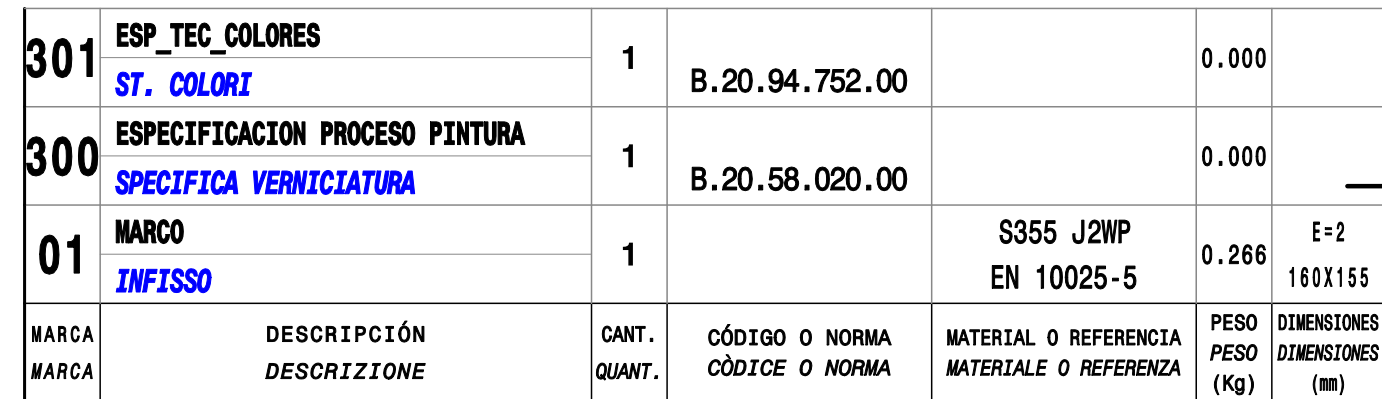 301 ESP_TEC_COLORES 1 B.20.94.752.00 0.000
ST. COLORI
300 ESPECIFICACION PROCESO PINTURA 1 B.20.58.020.00 0.000
SPECIFICA VERNICIATURA
01 MARCO 1 S355 J2WP 0.266 E=2
INFISSO EN 10025-5 160X155
MARCA DESCRIPCIÓN CANT. CÓDIGO O NORMA MATERIAL O REFERENCIA PESO DIMENSIONES
MARCA DESCRIZIONE QUANT. CÒDICE O NORMA MATERIALE O REFERENZA PESO DIMENSIONES
(Kg) (mm)